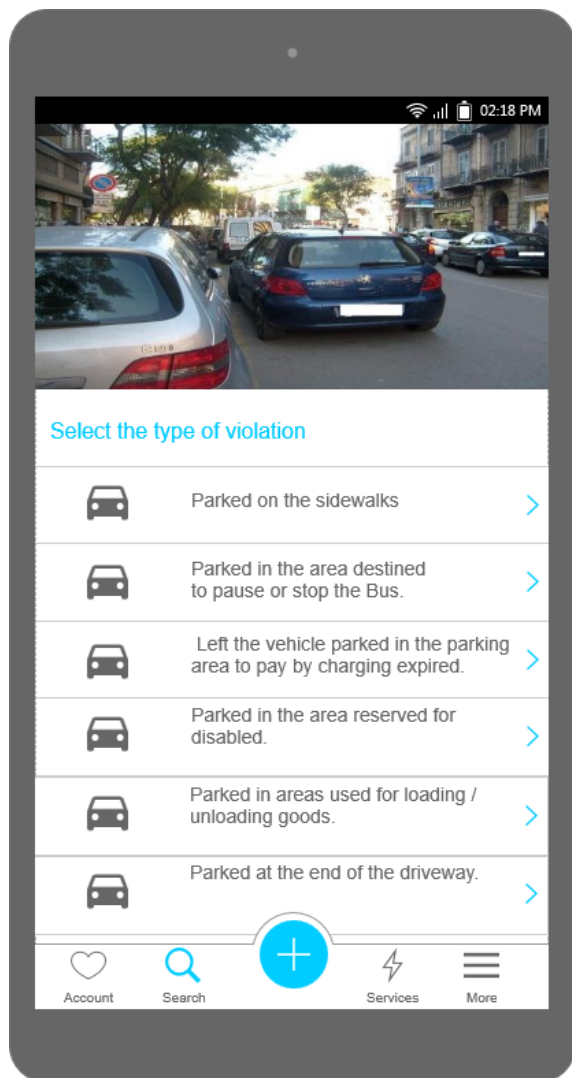 02:18 PM
Select the type of violation
Parked on the sidewalks
Parked in the area destined
to pause or stop the Bus.
Left the vehicle parked in the parking
area to pay by charging expired.
Parked in the area reserved for
disabled.
Parked in areas used for loading /
unloading goods.
Parked at the end of the driveway.
Account
Search
Services
More